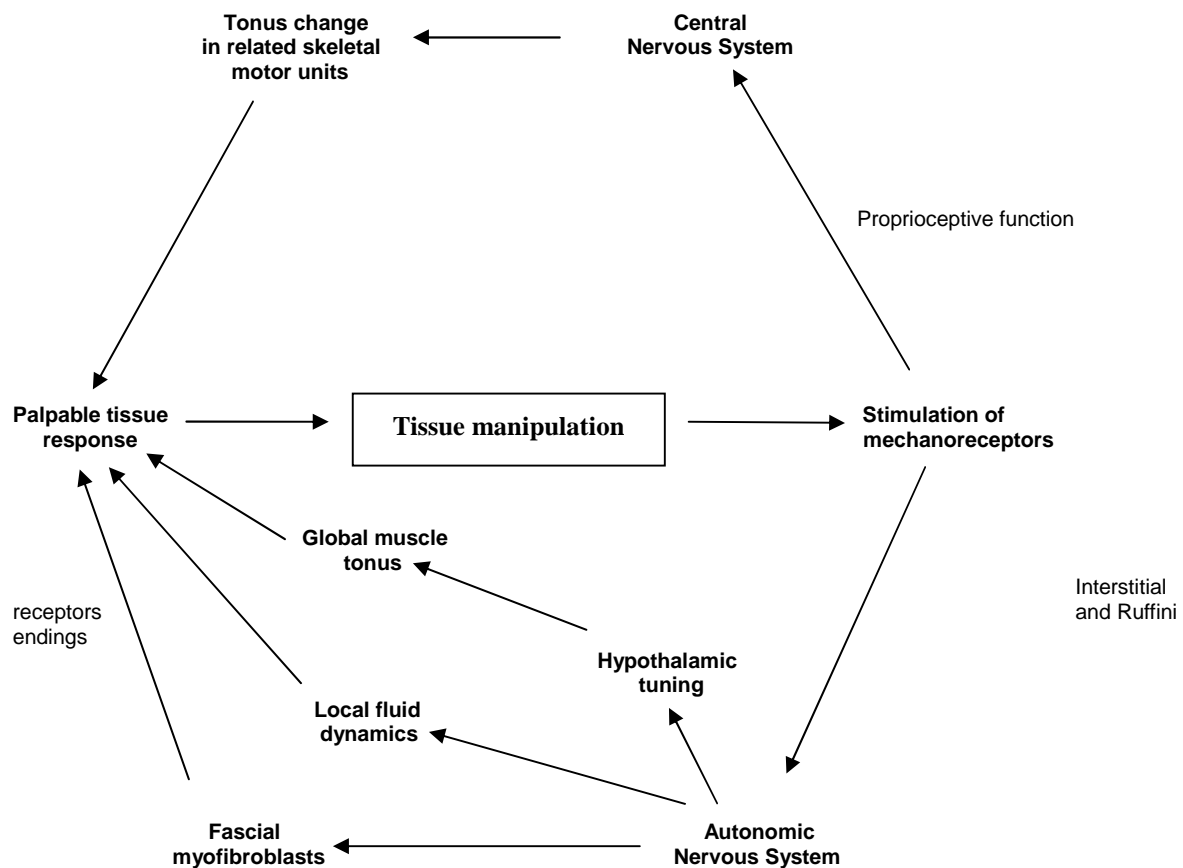 Tonus change
in related skeletal
motor units
Central
Nervous System
Proprioceptive function
Palpable tissue
response
Tissue manipulation
Stimulation of
mechanoreceptors
Global muscle
tonus
Interstitial
and Ruffini
receptors
endings
Hypothalamic
tuning
Local fluid
dynamics
Fascial
myofibroblasts
Autonomic
Nervous System